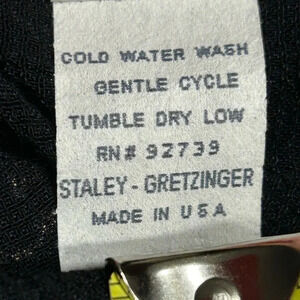 COLD WATER WASH
GENTLE CYCLE
TUMBLE DRY LOW
RN# 92739
STALEY - GRETZINGER
MADE IN USA